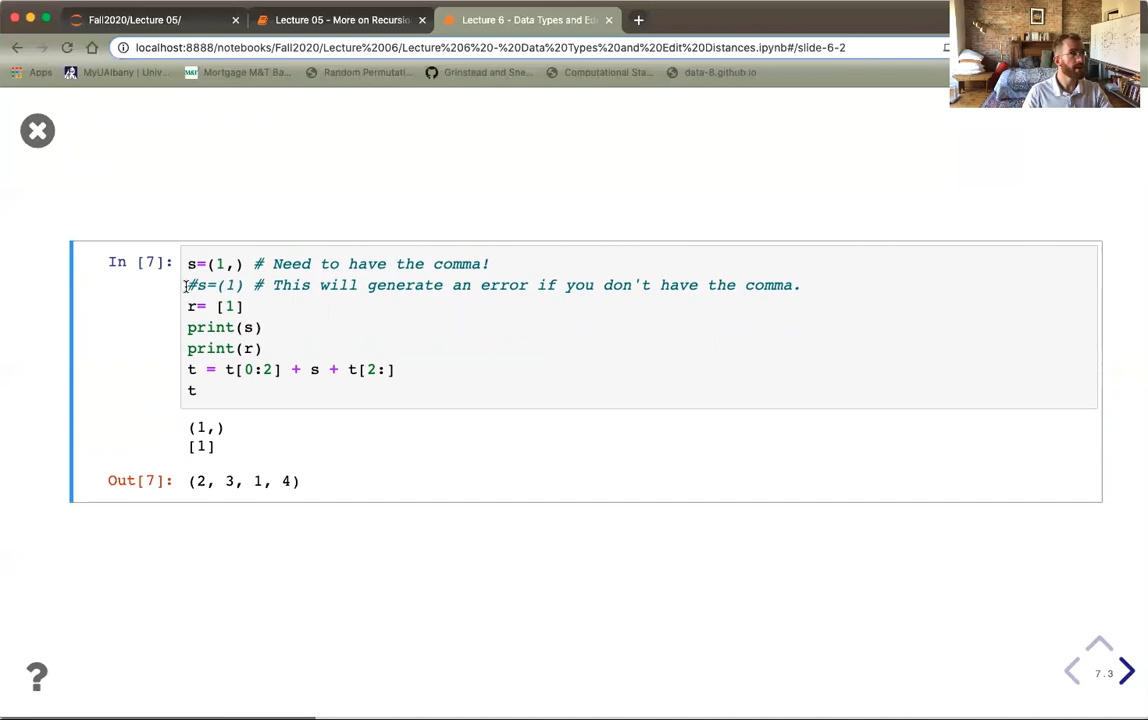 Fall2020/Lecture 05/
Lecture 05 - More on Recursio
Lecture 6 - Data Types and Ed
localhost:8888/notebooks/Fall2020/Lecture%2006/Lecture%206%20-%20Data%20Types%20and%20Edit%20Distances.ipynb#/slide-6-2
Apps
MyUAlbany | Univ...
M&T
Mortgage M&T Ba...
Random Permutati...
Grinstead and Sne...
Computational Sta...
data-8.github.io
In [7]:
s=(1,) # Need to have the comma!
#s=(1) # This will generate an error if you don't have the comma.
r= [1]
print(s)
print(r)
t = t[0:2] + s + t[2:]
t
(1,)
[1]
Out[7]: (2, 3, 1, 4)
?
7.3